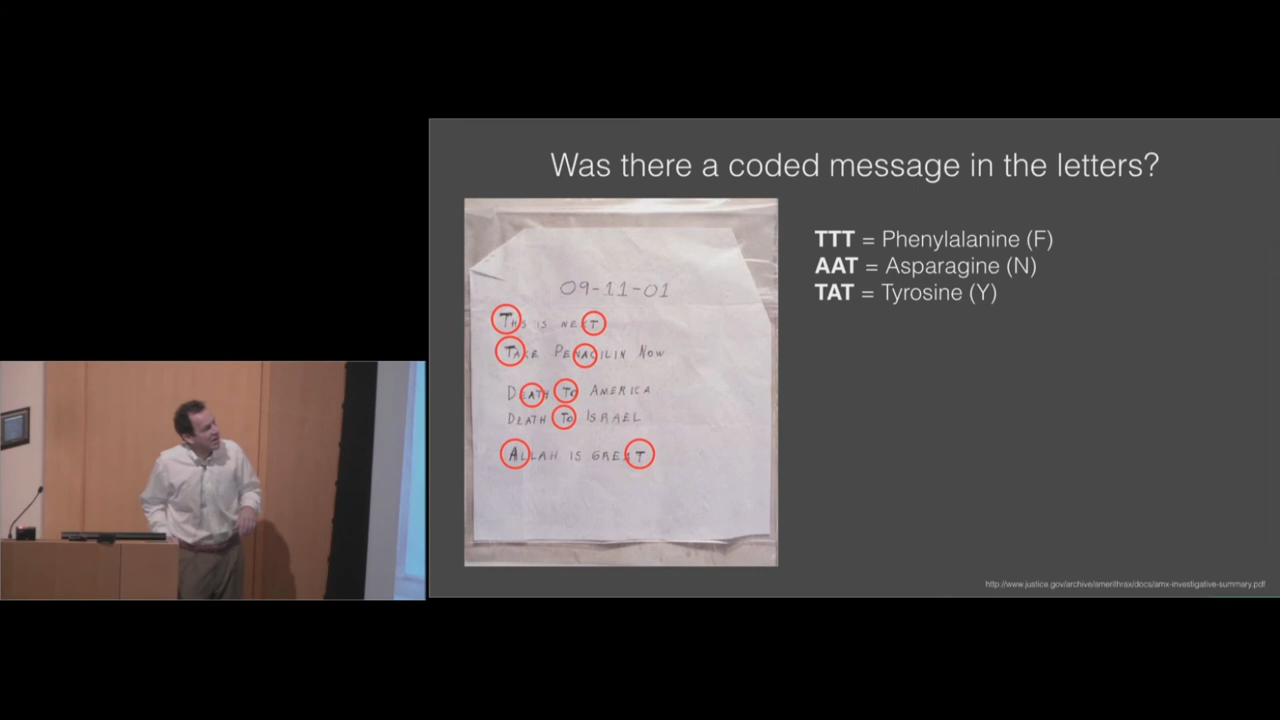 Was there a coded message in the letters?
09-11-01
THS IS NEXT
TAKE PENACILIN NOW
DEATH TO AMERICA
DEATH TO ISRAEL
ALLAH IS GREAT
TTT = Phenylalanine (F)
AAT = Asparagine (N)
TAT = Tyrosine (Y)
http://www.justice.gov/archive/amerithrax/docs/amx-investigative-summary.pdf